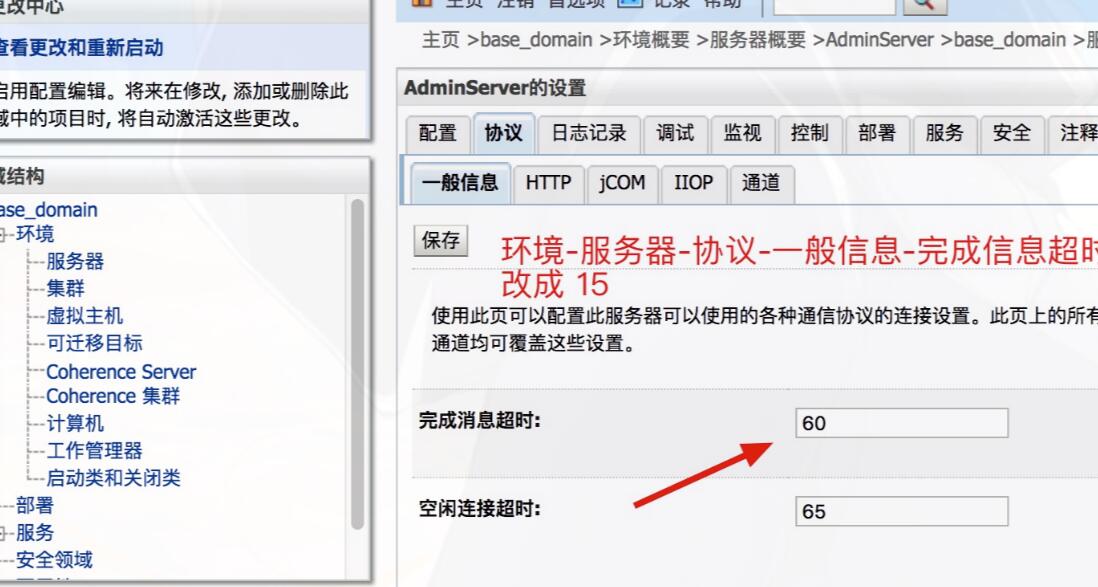 更改中心
主页 注销 首选项 记录 帮助
查看更改和重新启动
启用配置编辑。将来在修改, 添加或删除此
域中的项目时, 将自动激活这些更改。
域结构
base_domain
环境
服务器
集群
虚拟主机
可迁移目标
Coherence Server
Coherence 集群
计算机
工作管理器
启动类和关闭类
部署
服务
安全领域
主页 >base_domain >环境概要 >服务器概要 >AdminServer >base_domain >服
AdminServer的设置
配置 协议 日志记录 调试 监视 控制 部署 服务 安全 注释
一般信息 HTTP jCOM IIOP 通道
保存
环境-服务器-协议-一般信息-完成信息超时
改成 15
使用此页可以配置此服务器可以使用的各种通信协议的连接设置。此页上的所有
通道均可覆盖这些设置。
完成消息超时: 60
空闲连接超时: 65